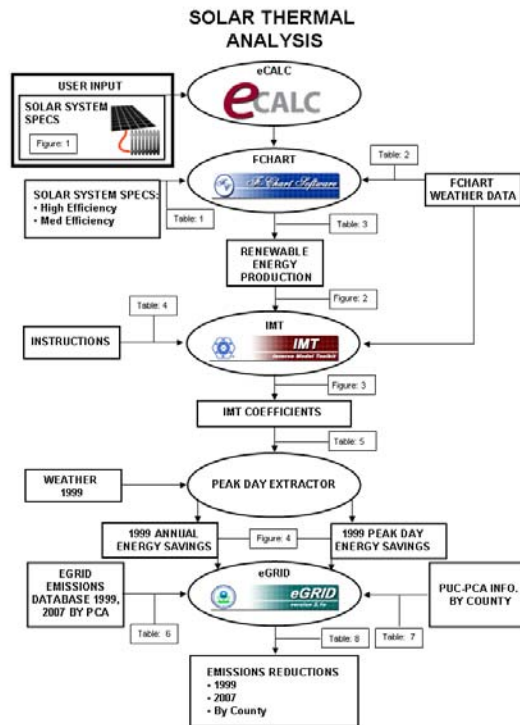 SOLAR THERMAL
ANALYSIS
eCALC
eCALC
USER INPUT
SOLAR SYSTEM
SPECS
Figure: 1
FCHART
F-Chart Software
Table: 2
SOLAR SYSTEM SPECS:
• High Efficiency
• Med Efficiency
Table: 1
Table: 3
FCHART
WEATHER DATA
RENEWABLE
ENERGY
PRODUCTION
Figure: 2
Table: 4
INSTRUCTIONS
IMT
IMT
Inverse Model Toolkit
Figure: 3
IMT COEFFICIENTS
Table: 5
WEATHER
1999
PEAK DAY EXTRACTOR
1999 ANNUAL
ENERGY SAVINGS
Figure: 4
1999 PEAK DAY
ENERGY SAVINGS
eGRID
eGRID
EGRID
EMISSIONS
DATABASE 1999,
2007 BY PCA
PUC-PCA INFO.
BY COUNTY
Table: 6
Table: 8
Table: 7
EMISSIONS REDUCTIONS
• 1999
• 2007
• By County